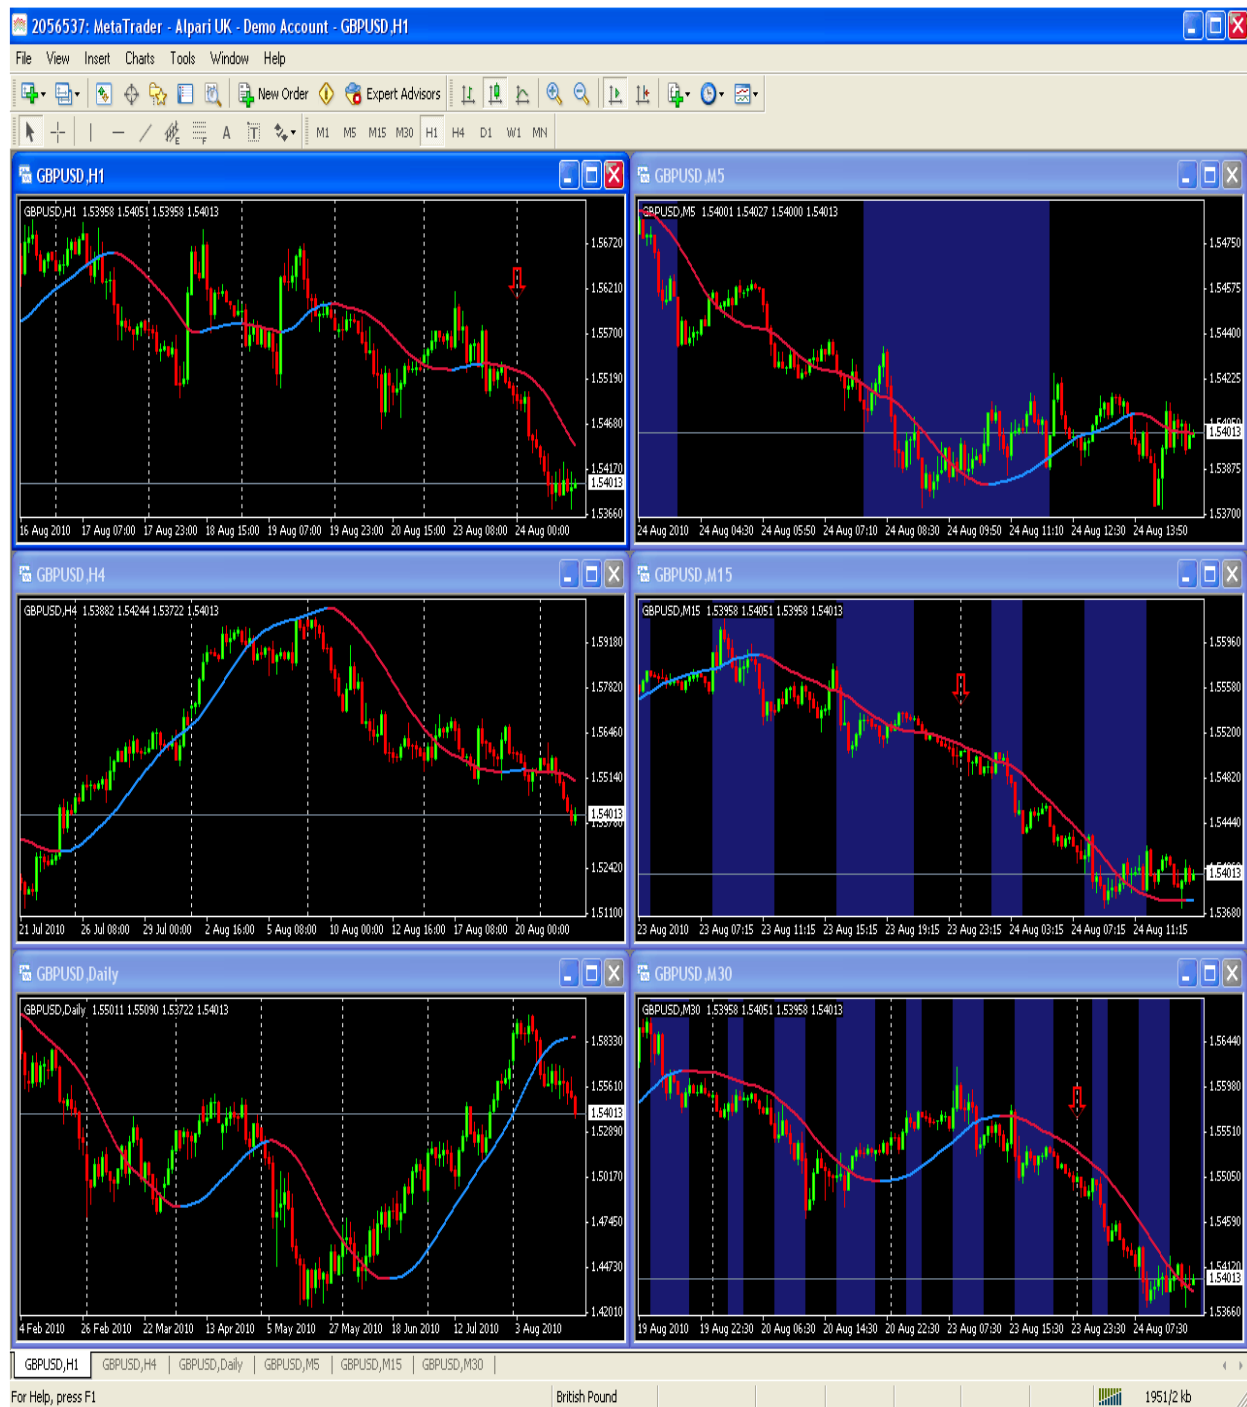 2056537: MetaTrader - Alpari UK - Demo Account - GBPUSD,H1
File View Insert Charts Tools Window Help
New Order Expert Advisors
A T M1 M5 M15 M30 H1 H4 D1 W1 MN
GBPUSD,H1
GBPUSD,H1 1.53958 1.54051 1.53958 1.54013
1.56720
1.56210
1.55700
1.55190
1.54680
1.54170
1.54013
1.53660
16 Aug 2010 17 Aug 07:00 17 Aug 23:00 18 Aug 15:00 19 Aug 07:00 19 Aug 23:00 20 Aug 15:00 23 Aug 08:00 24 Aug 00:00
GBPUSD,M5
GBPUSD,M5 1.54001 1.54027 1.54000 1.54013
1.54750
1.54575
1.54400
1.54225
1.54050
1.54013
1.53875
1.53700
24 Aug 2010 24 Aug 04:30 24 Aug 05:50 24 Aug 07:10 24 Aug 08:30 24 Aug 09:50 24 Aug 11:10 24 Aug 12:30 24 Aug 13:50
GBPUSD,H4
GBPUSD,H4 1.53882 1.54244 1.53722 1.54013
1.59180
1.57820
1.56460
1.55140
1.54013
1.53780
1.52420
1.51100
21 Jul 2010 26 Jul 08:00 29 Jul 00:00 2 Aug 16:00 5 Aug 08:00 10 Aug 00:00 12 Aug 16:00 17 Aug 08:00 20 Aug 00:00
GBPUSD,M15
GBPUSD,M15 1.53958 1.54051 1.53958 1.54013
1.55960
1.55580
1.55200
1.54820
1.54440
1.54013
1.53680
23 Aug 2010 23 Aug 07:15 23 Aug 11:15 23 Aug 15:15 23 Aug 19:15 23 Aug 23:15 24 Aug 03:15 24 Aug 07:15 24 Aug 11:15
GBPUSD,Daily
GBPUSD,Daily 1.55011 1.55090 1.53722 1.54013
1.58330
1.55610
1.54013
1.52890
1.50170
1.47450
1.44730
1.42010
4 Feb 2010 26 Feb 2010 22 Mar 2010 13 Apr 2010 5 May 2010 27 May 2010 18 Jun 2010 12 Jul 2010 3 Aug 2010
GBPUSD,M30
GBPUSD,M30 1.53958 1.54051 1.53958 1.54013
1.56440
1.55980
1.55510
1.55050
1.54590
1.54120
1.54013
1.53660
19 Aug 2010 19 Aug 22:30 20 Aug 06:30 20 Aug 14:30 20 Aug 22:30 23 Aug 07:30 23 Aug 15:30 23 Aug 23:30 24 Aug 07:30
GBPUSD,H1 GBPUSD,H4 GBPUSD,Daily GBPUSD,M5 GBPUSD,M15 GBPUSD,M30
For Help, press F1 British Pound 1951/2 kb